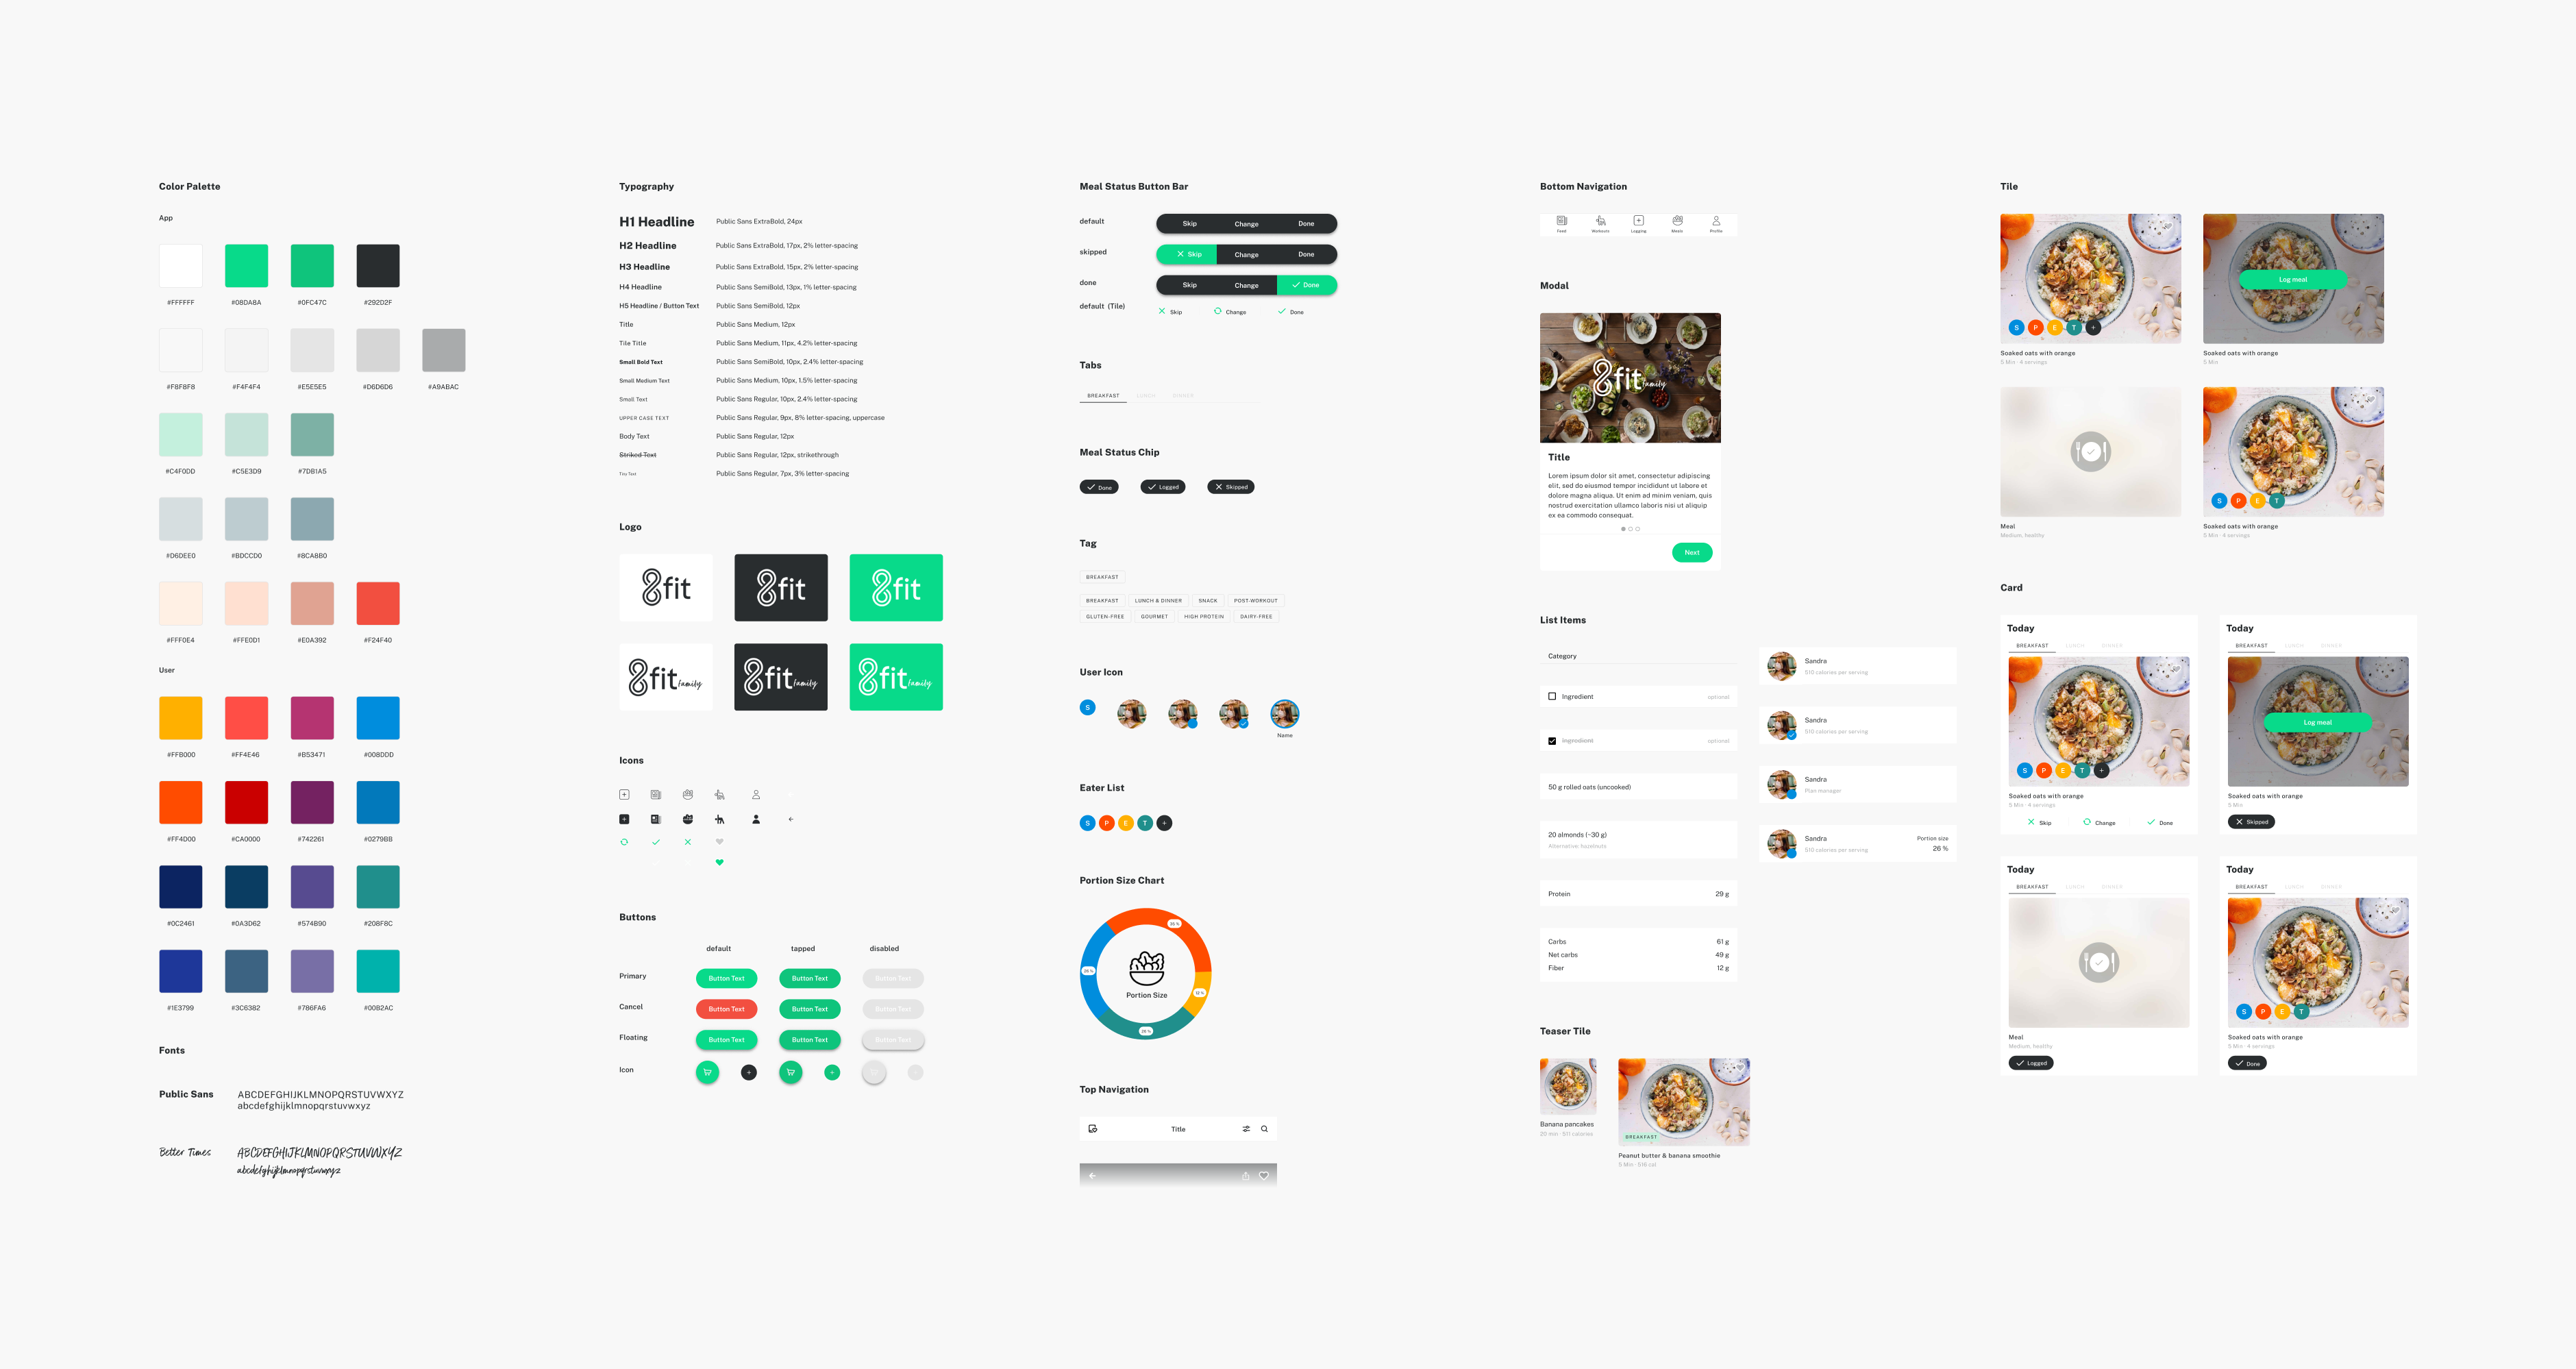 Color Palette
App
#FFFFFF #08DA8A #0FC47C #292D2F
#F8F8F8 #F4F4F4 #E5E5E5 #D6D6D6 #A9ABAC
#C4F0DD #C5E3D9 #7DB1A5
#D6DEE0 #BDCCD0 #8CA8B0
#FFF0E4 #FFE0D1 #E0A392 #F24F40
User
#FFB000 #FF4E46 #B53471 #008DDD
#FF4D00 #CA0000 #742261 #0279BB
#0C2461 #0A3D62 #574B90 #208F8C
#1E3799 #3C6382 #786FA6 #00B2AC
Fonts
Public Sans ABCDEFGHIJKLMNOPQRSTUVWXYZ
abcdefghijklmnopqrstuvwxyz
Better Times ABCDEFGHIJKLMNOPQRSTUVWXYZ
abcdefghijklmnopqrstuvwxyz
Typography
H1 Headline Public Sans ExtraBold, 24px
H2 Headline Public Sans ExtraBold, 17px, 2% letter-spacing
H3 Headline Public Sans ExtraBold, 15px, 2% letter-spacing
H4 Headline Public Sans SemiBold, 13px, 1% letter-spacing
H5 Headline / Button Text Public Sans SemiBold, 12px
Title Public Sans Medium, 12px
Tile Title Public Sans Medium, 11px, 4.2% letter-spacing
Small Bold Text Public Sans SemiBold, 10px, 2.4% letter-spacing
Small Medium Text Public Sans Medium, 10px, 1.5% letter-spacing
Small Text Public Sans Regular, 10px, 2.4% letter-spacing
UPPER CASE TEXT Public Sans Regular, 9px, 8% letter-spacing, uppercase
Body Text Public Sans Regular, 12px
Striked Text Public Sans Regular, 12px, strikethrough
Tiny Text Public Sans Regular, 7px, 3% letter-spacing
Logo
8fit 8fit 8fit
8fit family 8fit family 8fit family
Icons
Buttons
default tapped disabled
Primary Button Text Button Text Button Text
Cancel Button Text Button Text Button Text
Floating Button Text Button Text Button Text
Icon
Meal Status Button Bar
default Skip Change Done
skipped Skip Change Done
done Skip Change Done
default (Tile) Skip Change Done
Tabs
BREAKFAST LUNCH DINNER
Meal Status Chip
Done Logged Skipped
Tag
BREAKFAST
BREAKFAST LUNCH & DINNER SNACK POST-WORKOUT
GLUTEN-FREE GOURMET HIGH PROTEIN DAIRY-FREE
User Icon
S
Name
Eater List
S P E T +
Portion Size Chart
Portion Size
26 %
12 %
Top Navigation
Title
Bottom Navigation
Feed Workouts Logging Meals Profile
Modal
8fit family
Title
Lorem ipsum dolor sit amet, consectetur adipiscing
elit, sed do eiusmod tempor incididunt ut labore et
dolore magna aliqua. Ut enim ad minim veniam, quis
nostrud exercitation ullamco laboris nisi ut aliquip
ex ea commodo consequat.
Next
List Items
Category
Ingredient optional
Ingredient optional
50 g rolled oats (uncooked)
20 almonds (~30 g)
Alternative: hazelnuts
Protein 29 g
Carbs 61 g
Net carbs 49 g
Fiber 12 g
Sandra
510 calories per serving
Sandra
510 calories per serving
Sandra
Plan manager
Sandra Portion size
510 calories per serving 26 %
Teaser Tile
Banana pancakes
20 min · 511 calories
BREAKFAST
Peanut butter & banana smoothie
5 Min · 516 cal
Tile
S P E T +
Soaked oats with orange
5 Min · 4 servings
Log meal
Soaked oats with orange
5 Min
Meal
Medium, healthy
S P E T
Soaked oats with orange
5 Min · 4 servings
Card
Today
BREAKFAST LUNCH DINNER
S P E T +
Soaked oats with orange
5 Min · 4 servings
Skip Change Done
Today
BREAKFAST LUNCH DINNER
Log meal
Soaked oats with orange
5 Min
Skipped
Today
BREAKFAST LUNCH DINNER
Meal
Medium, healthy
Logged
Today
BREAKFAST LUNCH DINNER
S P E T
Soaked oats with orange
5 Min · 4 servings
Done